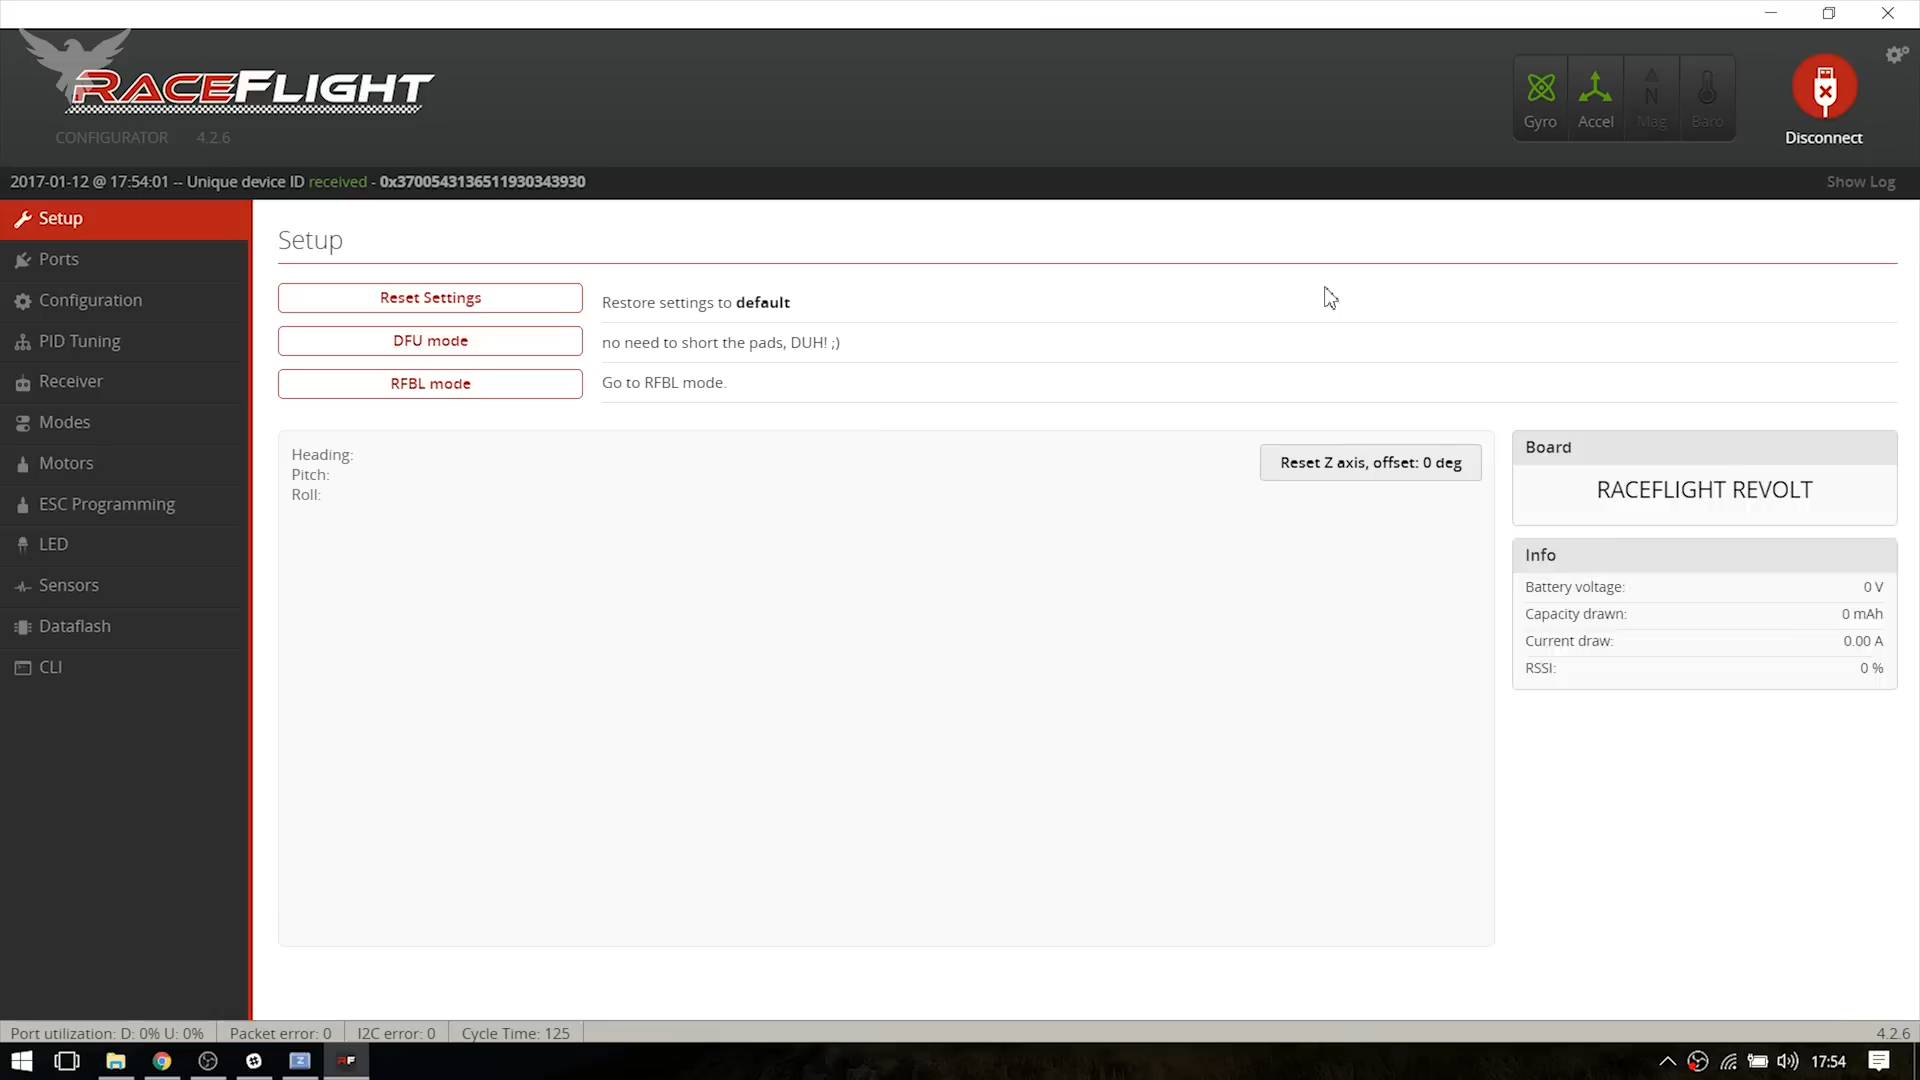 RACEFLIGHT
CONFIGURATOR 4.2.6
Gyro Accel Mag Baro
Disconnect
2017-01-12 @ 17:54:01 -- Unique device ID received - 0x3700543136511930343930
Show Log
Setup
Ports
Configuration
PID Tuning
Receiver
Modes
Motors
ESC Programming
LED
Sensors
Dataflash
CLI
Setup
Reset Settings
Restore settings to default
DFU mode
no need to short the pads, DUH! ;)
RFBL mode
Go to RFBL mode.
Heading:
Pitch:
Roll:
Reset Z axis, offset: 0 deg
Board
RACEFLIGHT REVOLT
Info
Battery voltage: 0 V
Capacity drawn: 0 mAh
Current draw: 0.00 A
RSSI: 0 %
Port utilization: D: 0% U: 0% Packet error: 0 I2C error: 0 Cycle Time: 125 4.2.6
Z RF 17:54